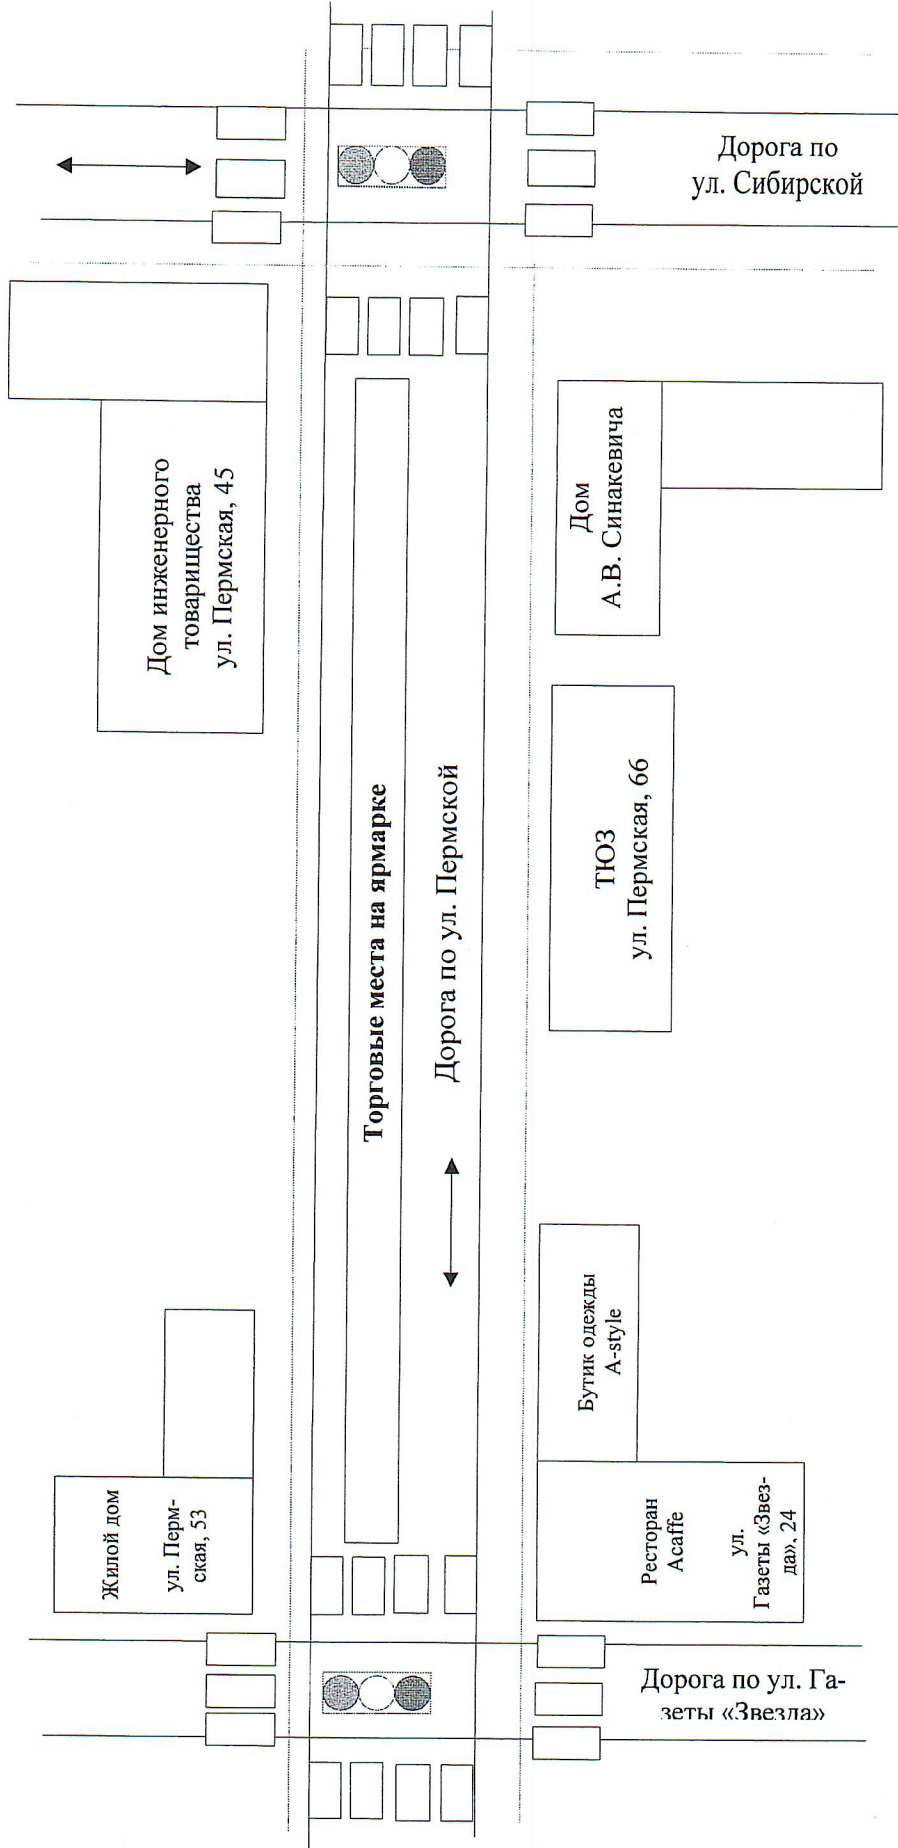 Дорога по
ул. Сибирской
Дом инженерного
товарищества
ул. Пермская, 45
Дом
А.В. Синакевича
Торговые места на ярмарке
Дорога по ул. Пермской
ТЮЗ
ул. Пермская, 66
Жилой дом
ул. Перм-
ская, 53
Бутик одежды
A-style
Ресторан
Acaffe
ул.
Газеты «Звез-
да», 24
Дорога по ул. Га-
зеты «Звезда»